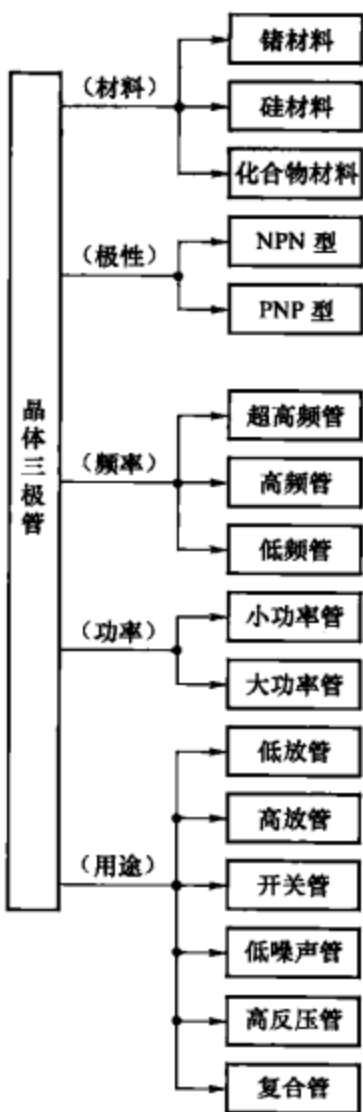 晶体三极管
（材料）
锗材料
硅材料
化合物材料
（极性）
NPN 型
PNP 型
（频率）
超高频管
高频管
低频管
（功率）
小功率管
大功率管
（用途）
低放管
高放管
开关管
低噪声管
高反压管
复合管